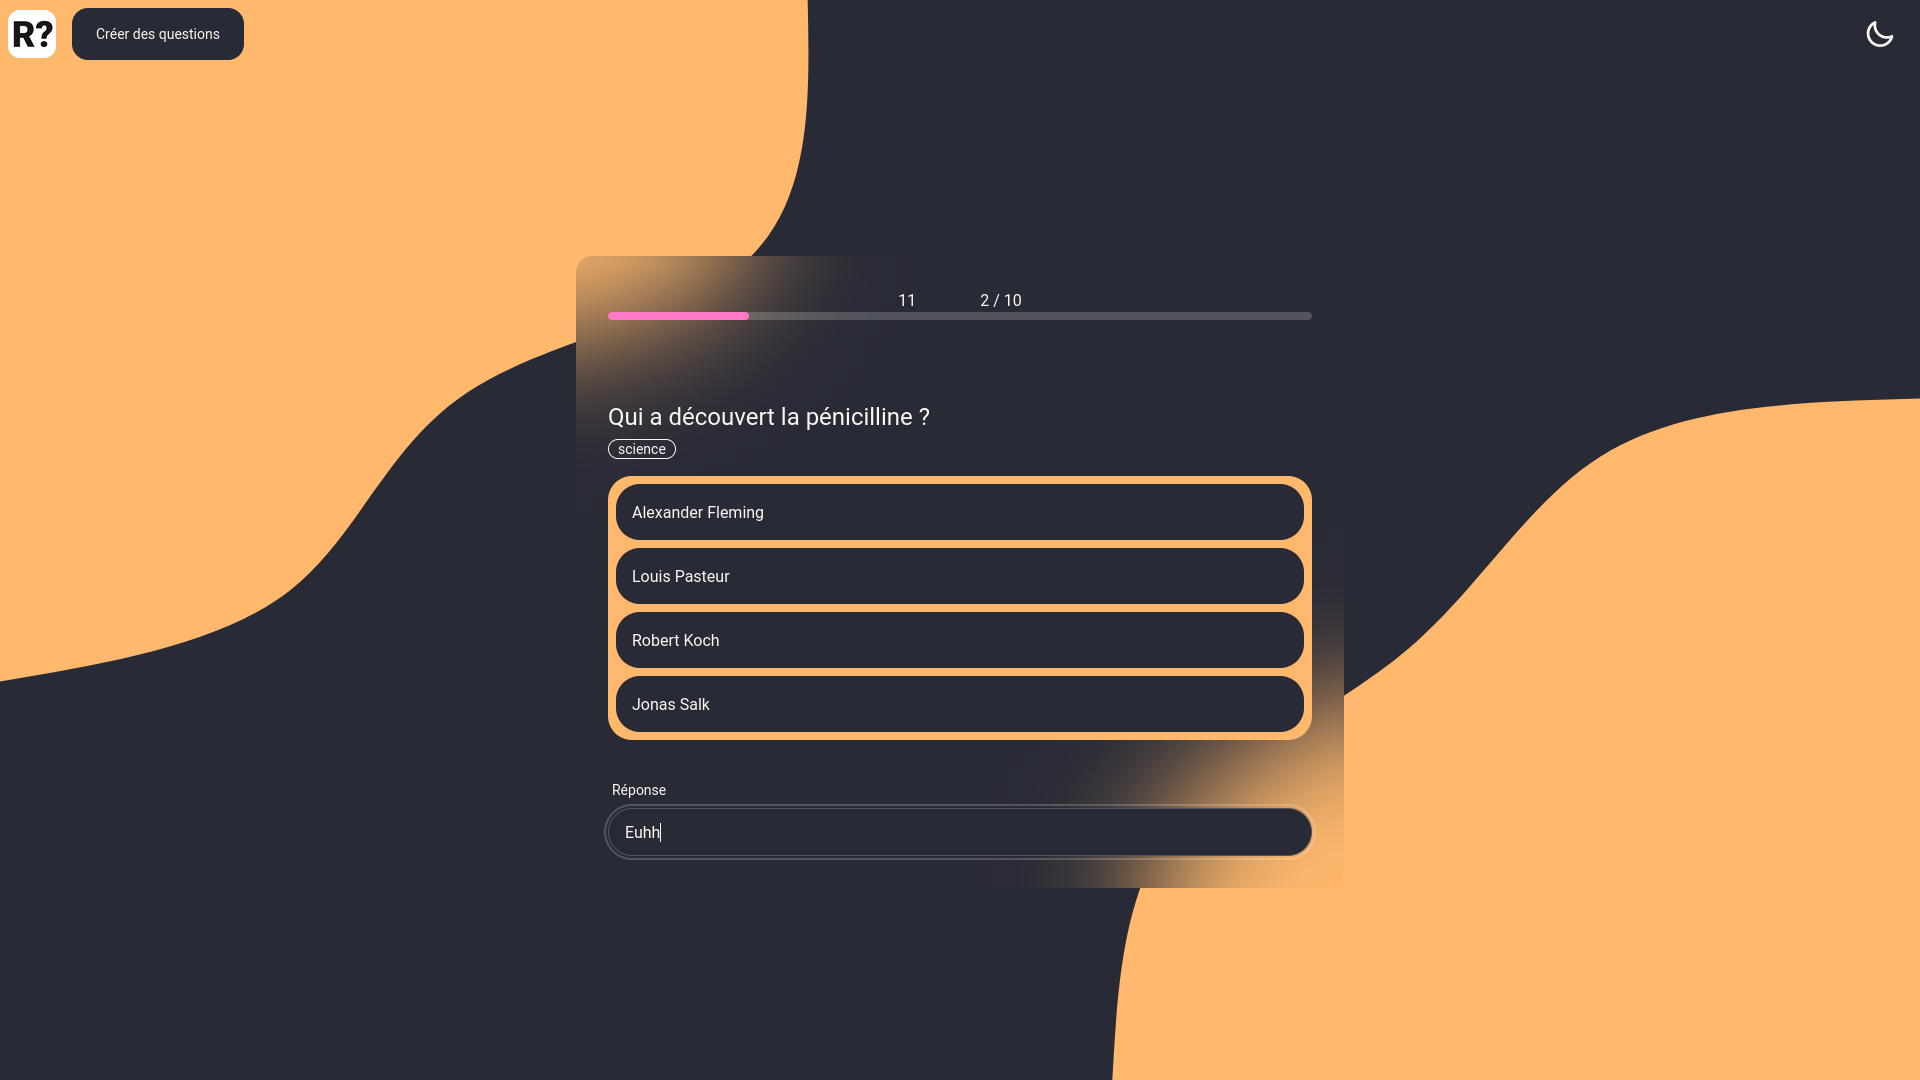 R?
Créer des questions
11 2 / 10
Qui a découvert la pénicilline ?
science
Alexander Fleming
Louis Pasteur
Robert Koch
Jonas Salk
Réponse
Euhh